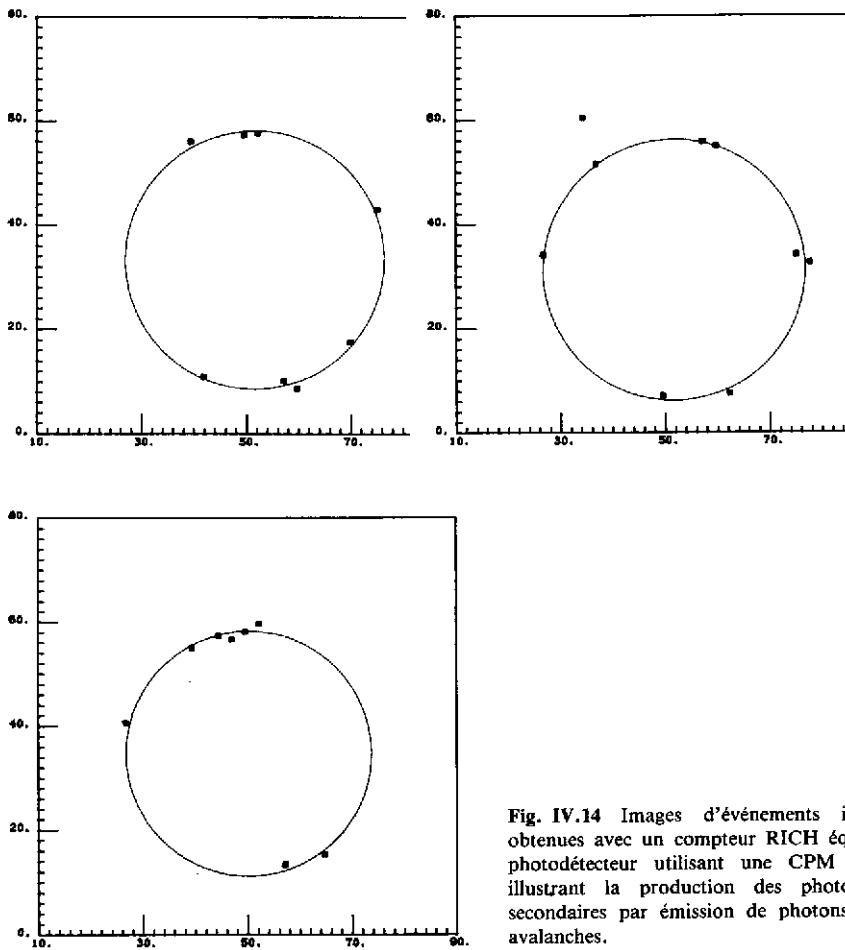 80. 80.
60. 60.
40. 40.
20. 20.
0. 0.
10. 30. 50. 70. 10. 30. 50. 70.
80.
60.
40.
20.
0.
10. 30. 50. 70. 90.
Fig. IV.14 Images d'événements
obtenues avec un compteur RICH
photodétecteur utilisant une CPM
illustrant la production des
secondaires par émission de photons
avalanches.